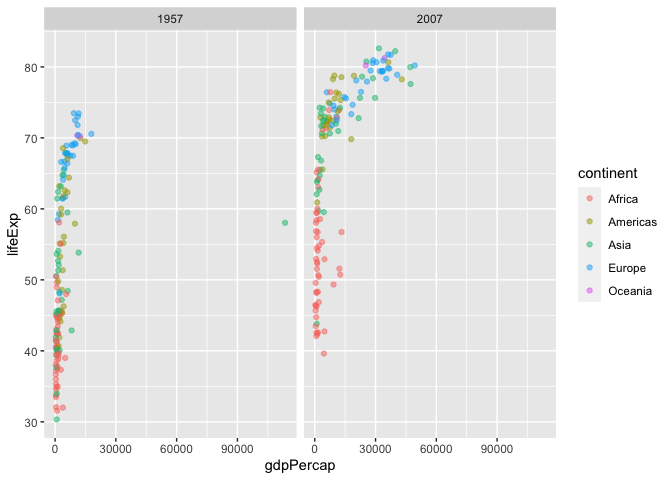 1957 2007
lifeExp
80
70
60
50
40
30
0 30000 60000 90000 0 30000 60000 90000
gdpPercap
continent
Africa
Americas
Asia
Europe
Oceania